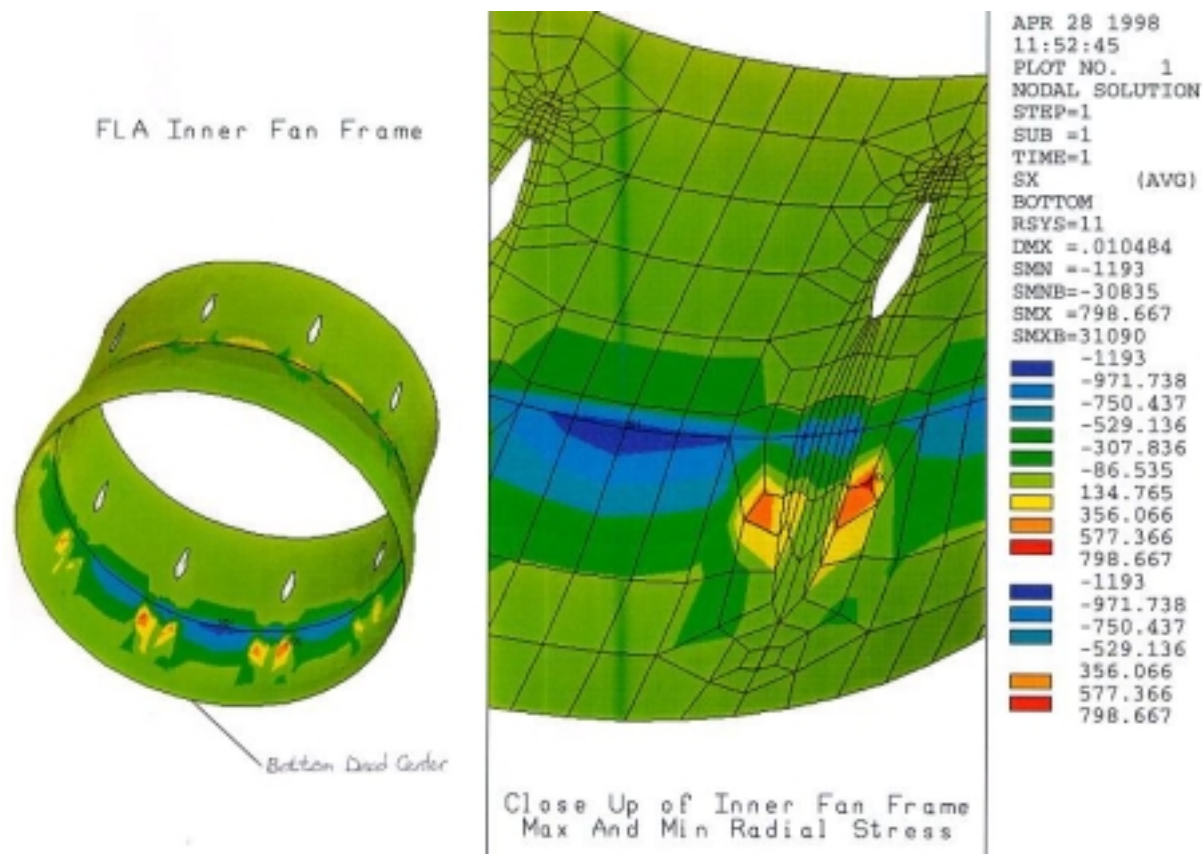 FLA Inner Fan Frame
Bottom Dead Center
Close Up of Inner Fan Frame
Max And Min Radial Stress
APR 28 1998
11:52:45
PLOT NO. 1
NODAL SOLUTION
STEP=1
SUB =1
TIME=1
SX (AVG)
BOTTOM
RSYS=11
DMX =.010484
SMN =-1193
SMNB=-30835
SMX =798.667
SMXB=31090
-1193
-971.738
-750.437
-529.136
-307.836
-86.535
134.765
356.066
577.366
798.667
-1193
-971.738
-750.437
-529.136
356.066
577.366
798.667